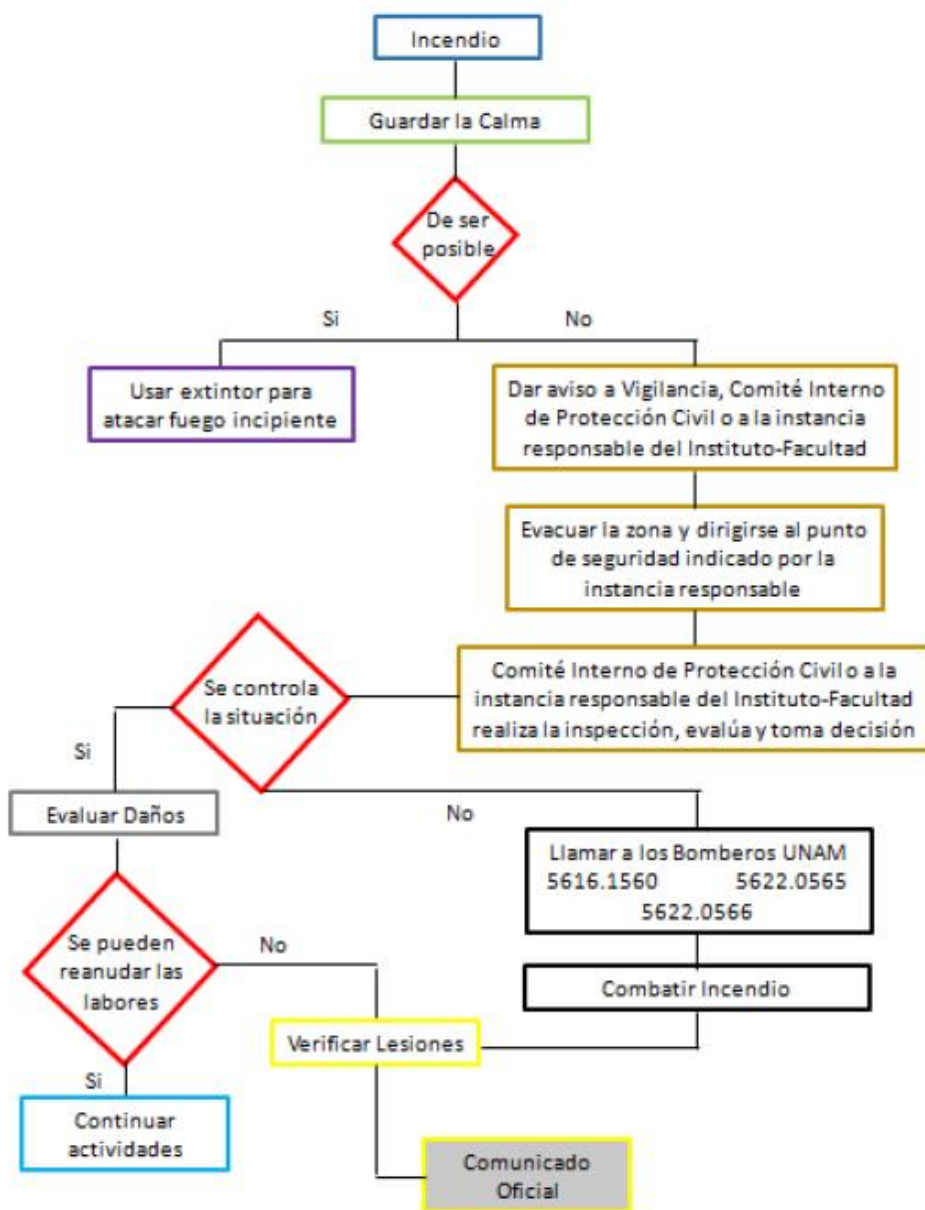 Incendio
Guardar la Calma
De ser
posible
Si
No
Usar extintor para
atacar fuego incipiente
Dar aviso a Vigilancia, Comité Interno
de Protección Civil o a la instancia
responsable del Instituto-Facultad
Evacuar la zona y dirigirse al punto
de seguridad indicado por la
instancia responsable
Comité Interno de Protección Civil o a la
instancia responsable del Instituto-Facultad
realiza la inspección, evalúa y toma decisión
Se controla
la situación
Si
No
Evaluar Daños
Llamar a los Bomberos UNAM
5616.1560 5622.0565
5622.0566
Se pueden
reanudar las
labores
No
Combatir Incendio
Verificar Lesiones
Si
Continuar
actividades
Comunicado
Oficial